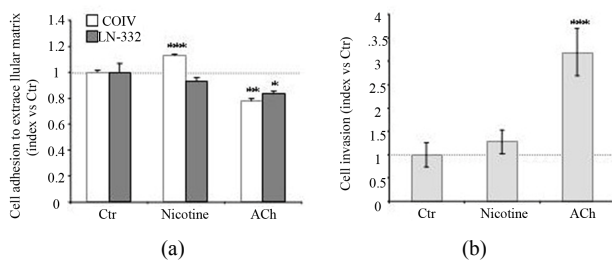 Cell adhesion to extrace llular matrix
(index vs Ctr)
1.4
1.2
1
0.8
0.6
0.4
0.2
0
COIV
LN-332
***
**
*
Ctr Nicotine ACh
(a)
Cell invasion (index vs Ctr)
4
3.5
3
2.5
2
1.5
1
0.5
0
***
Ctr Nicotine ACh
(b)